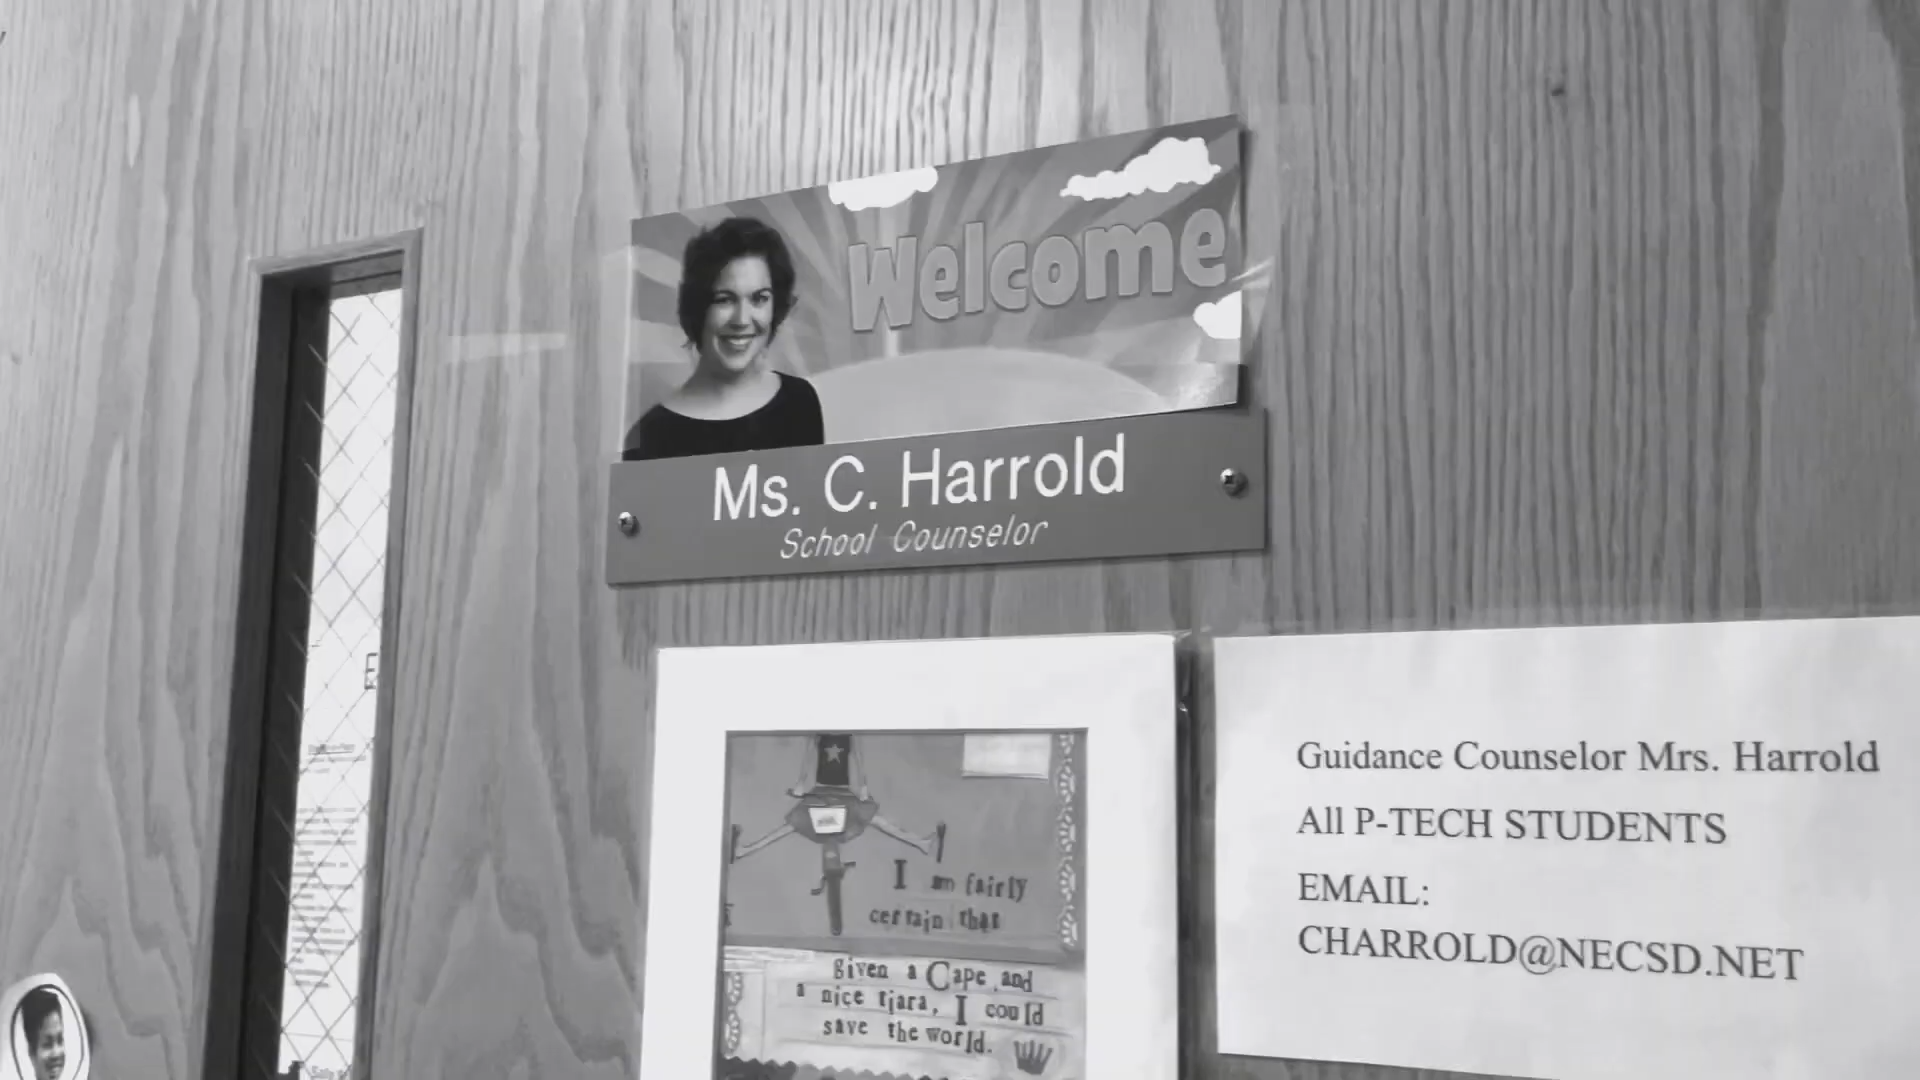 Welcome
Ms. C. Harrold
School Counselor
I am fairly
certain that
given a Cape and
a nice tiara, I could
save the world.
Guidance Counselor Mrs. Harrold
All P-TECH STUDENTS
EMAIL:
CHARROLD@NECSD.NET